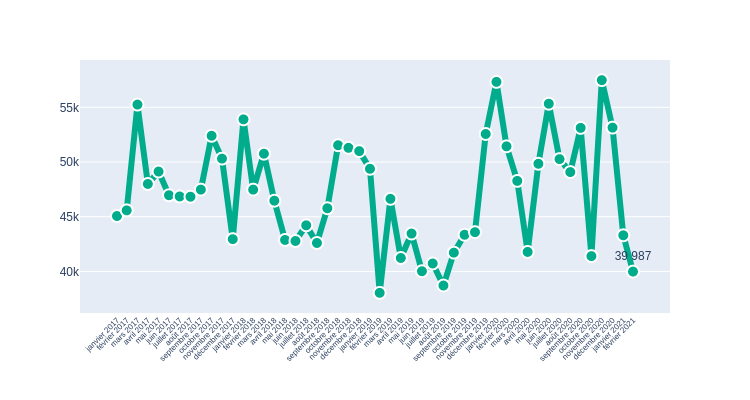 55k
50k
45k
40k
39,987
janvier 2017
février 2017
mars 2017
avril 2017
mai 2017
juin 2017
juillet 2017
août 2017
septembre 2017
octobre 2017
novembre 2017
décembre 2017
janvier 2018
février 2018
mars 2018
avril 2018
mai 2018
juin 2018
juillet 2018
août 2018
septembre 2018
octobre 2018
novembre 2018
décembre 2018
janvier 2019
février 2019
mars 2019
avril 2019
mai 2019
juin 2019
juillet 2019
août 2019
septembre 2019
octobre 2019
novembre 2019
décembre 2019
janvier 2020
février 2020
mars 2020
avril 2020
mai 2020
juin 2020
juillet 2020
août 2020
septembre 2020
octobre 2020
novembre 2020
décembre 2020
janvier 2021
février 2021